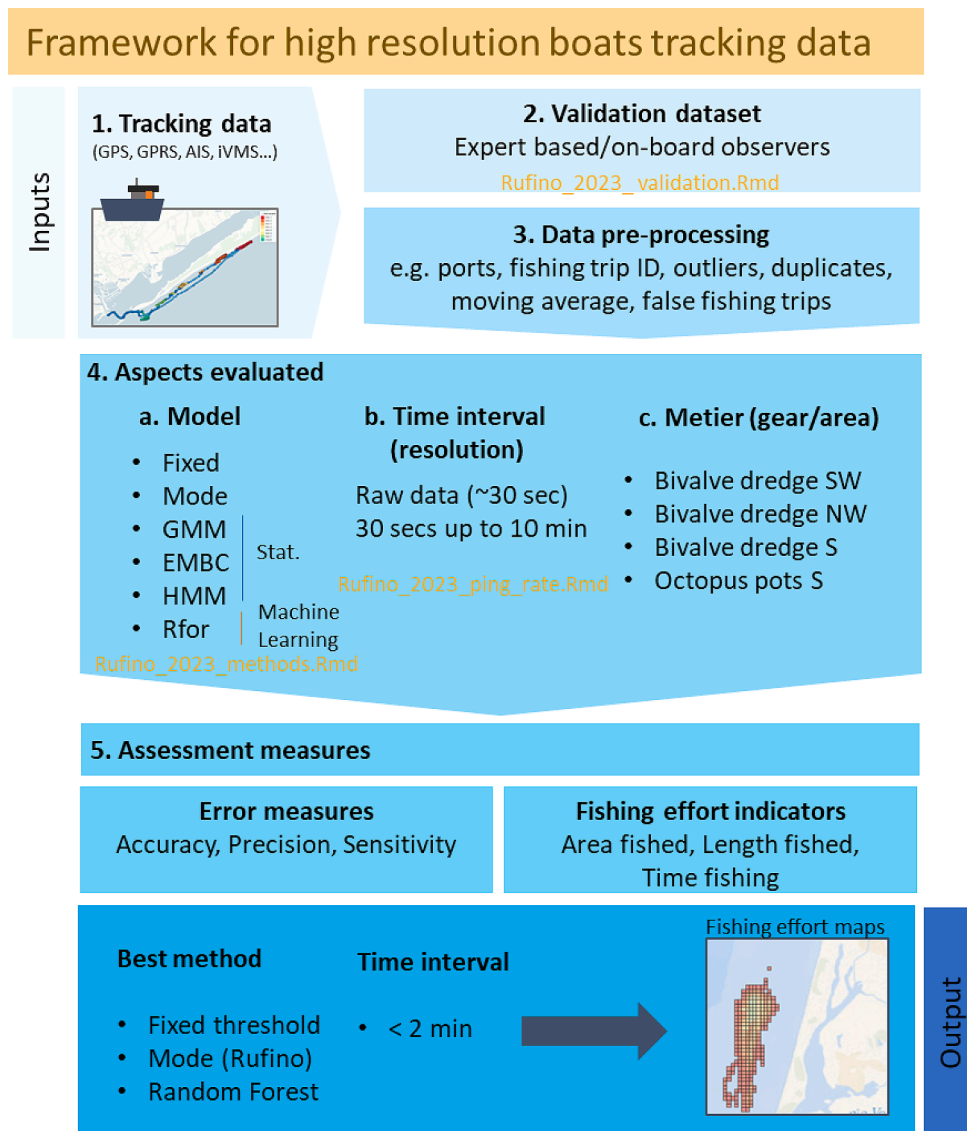 Framework for high resolution boats tracking data
Inputs
1. Tracking data
(GPS, GPRS, AIS, iVMS...)
2. Validation dataset
Expert based/on-board observers
Rufino_2023_ validation.Rmd
3. Data pre-processing
e.g. ports, fishing trip ID, outliers, duplicates,
moving average, false fishing trips
4. Aspects evaluated
a. Model
• Fixed
• Mode
• GMM
• EMBC
• HMM
• Rfor
Stat.
Machine
Learning
Rufino_2023_methods.Rmd
b. Time interval
(resolution)
Raw data (~30 sec)
30 secs up to 10 min
Rufino_2023_ping_rate.Rmd
c. Metier (gear/area)
• Bivalve dredge SW
• Bivalve dredge NW
• Bivalve dredge S
• Octopus pots S
5. Assessment measures
Error measures
Accuracy, Precision, Sensitivity
Fishing effort indicators
Area fished, Length fished,
Time fishing
Best method
• Fixed threshold
• Mode (Rufino)
• Random Forest
Time interval
• < 2 min
Fishing effort maps
Output